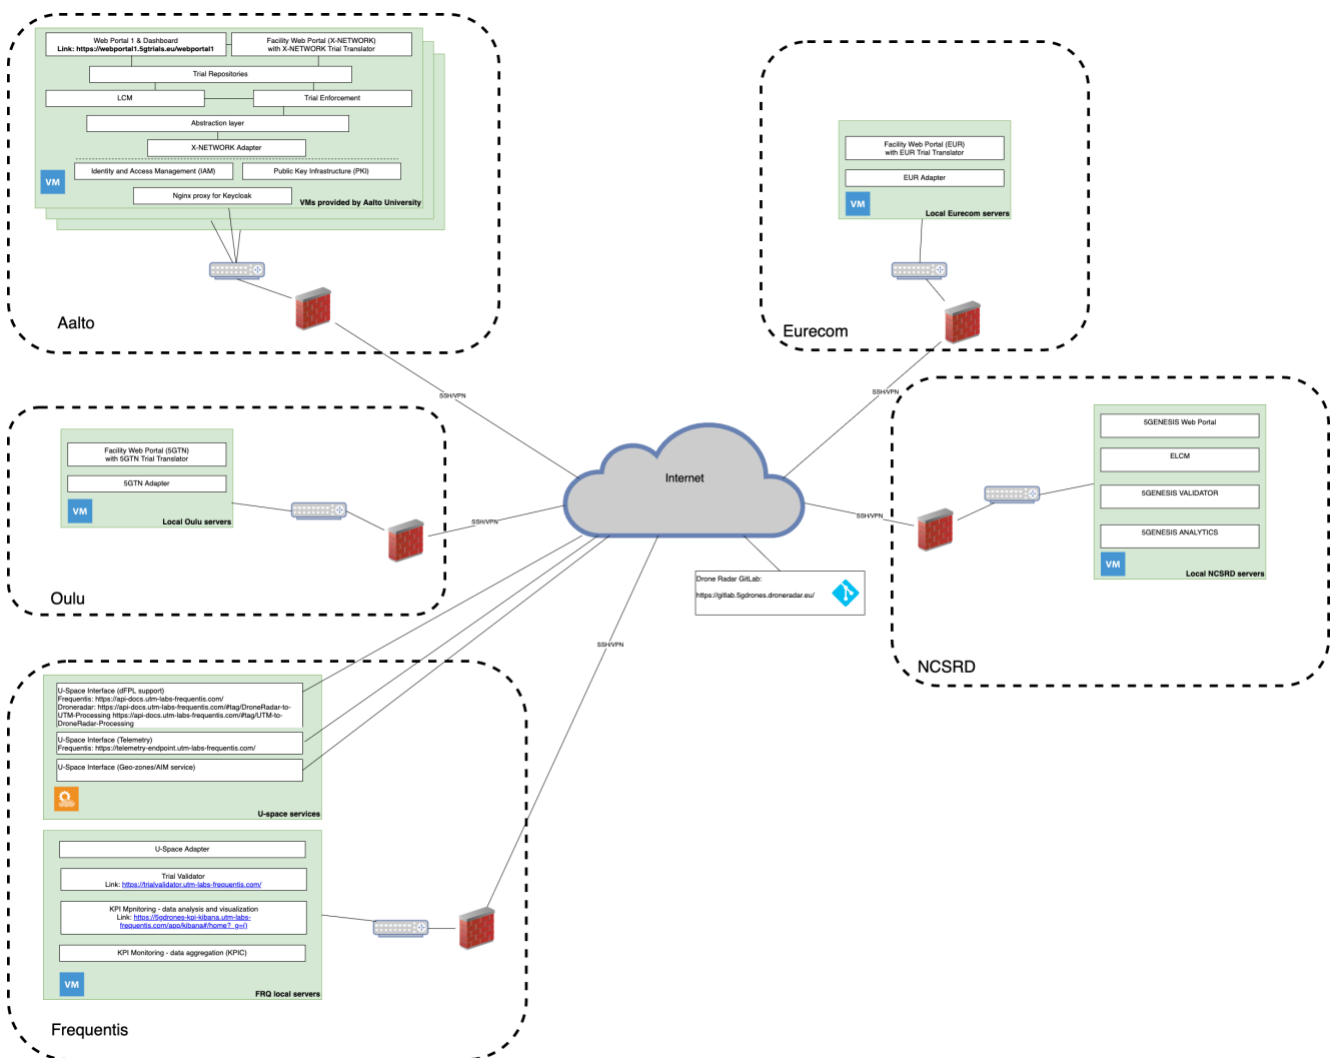 Web Portal 1 & Dashboard
Link: https://webportal1.5gtrials.eu/webportal1
Facility Web Portal (X-NETWORK)
with X-NETWORK Trial Translator
Trial Repositories
LCM
Trial Enforcement
Abstraction layer
X-NETWORK Adapter
Identity and Access Management (IAM)
Public Key Infrastructure (PKI)
VM
Nginx proxy for Keycloak
VMs provided by Aalto University
Aalto
Facility Web Portal (EUR)
with EUR Trial Translator
EUR Adapter
VM
Local Eurecom servers
Eurecom
SSH/VPN
SSH/VPN
Facility Web Portal (5GTN)
with 5GTN Trial Translator
5GTN Adapter
VM
Local Oulu servers
Oulu
SSH/VPN
Internet
SSH/VPN
5GENESIS Web Portal
ELCM
5GENESIS VALIDATOR
5GENESIS ANALYTICS
VM
Local NCSRD servers
NCSRD
Drone Radar GitLab:
https://gitlab.5gdrones.droneradar.eu/
SSH/VPN
U-Space Interface (dFPL support)
Frequentis: https://api-docs.utm-labs-frequentis.com/
Droneradar: https://api-docs.utm-labs-frequentis.com/#tag/DroneRadar-to-
UTM-Processing https://api-docs.utm-labs-frequentis.com/#tag/UTM-to-
DroneRadar-Processing
U-Space Interface (Telemetry)
Frequentis: https://telemetry-endpoint.utm-labs-frequentis.com/
U-Space Interface (Geo-zones/AIM service)
U-space services
U-Space Adapter
Trial Validator
Link: https://trialvalidator.utm-labs-frequentis.com/
KPI Mpnitoring - data analysis and visualization
Link: https://5gdrones-kpi-kibana.utm-labs-
frequentis.com/app/kibana#/home?_g=()
KPI Monitoring - data aggregation (KPIC)
VM
FRQ local servers
Frequentis